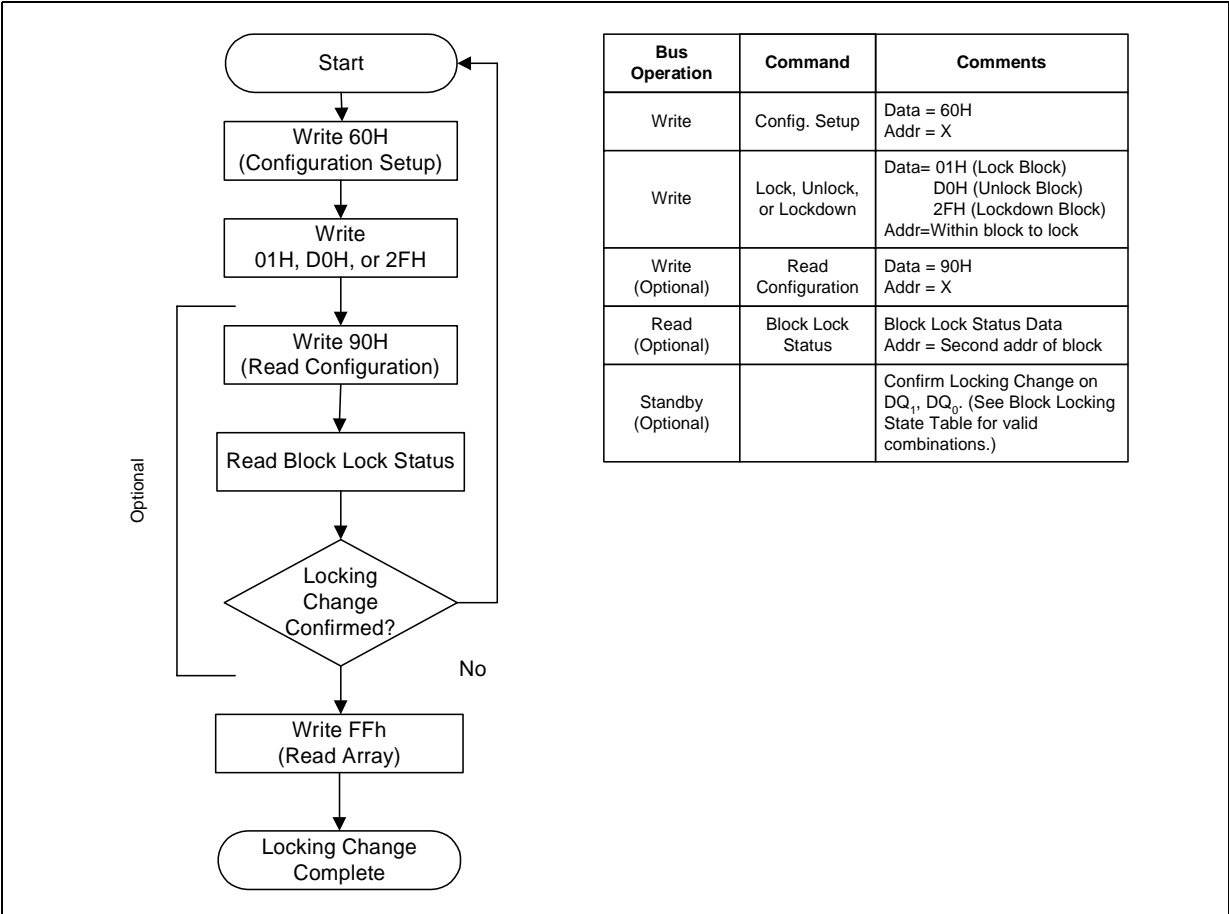 Start
Write 60H
(Configuration Setup)
Write
01H, D0H, or 2FH
Write 90H
(Read Configuration)
Read Block Lock Status
Optional
Locking
Change
Confirmed?
No
Write FFh
(Read Array)
Locking Change
Complete
Bus
Operation
Command
Comments
Write
Config. Setup
Data = 60H
Addr = X
Write
Lock, Unlock,
or Lockdown
Data= 01H (Lock Block)
D0H (Unlock Block)
2FH (Lockdown Block)
Addr=Within block to lock
Write
(Optional)
Read
Configuration
Data = 90H
Addr = X
Read
(Optional)
Block Lock
Status
Block Lock Status Data
Addr = Second addr of block
Standby
(Optional)
Confirm Locking Change on
DQ1, DQ0. (See Block Locking
State Table for valid
combinations.)